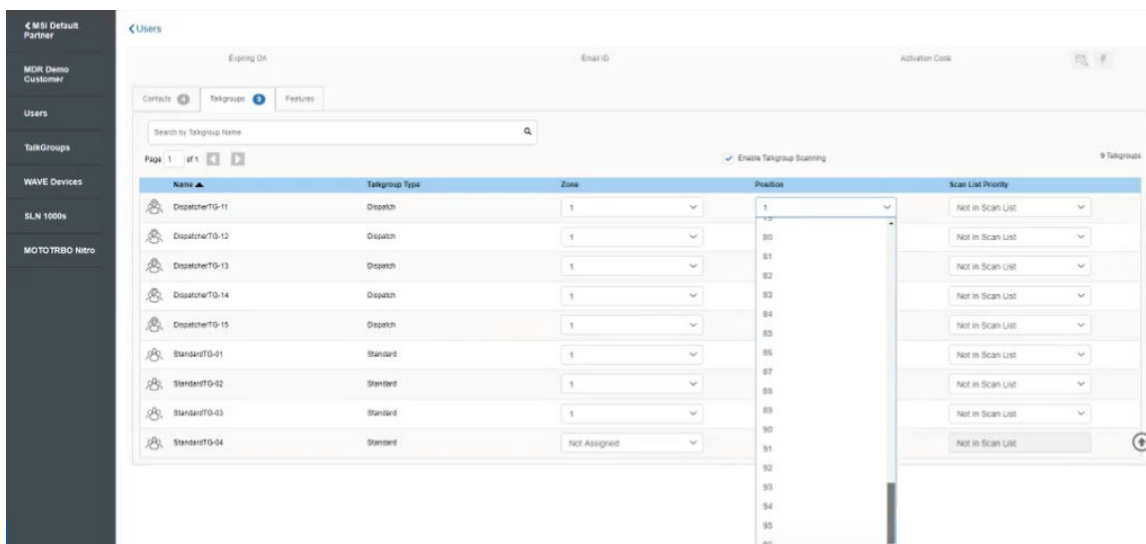 MSI Default Partner
Users
MDR Demo Customer
Users
TalkGroups
WAVE Devices
SLN 1000s
MOTOTRBO Nitro
Expiring On Email ID Activation Code
Contacts 4 Talkgroups 9 Features
Search by Talkgroup Name
Page 1 of 1 Enable Talkgroup Scanning 9 Talkgroups
Name Talkgroup Type Zone Position Scan List Priority
DispatcherTG-11 Dispatch 1 1 Not in Scan List
DispatcherTG-12 Dispatch 1 Not in Scan List
DispatcherTG-13 Dispatch 1 Not in Scan List
DispatcherTG-14 Dispatch 1 Not in Scan List
DispatcherTG-15 Dispatch 1 Not in Scan List
StandardTG-01 Standard 1 Not in Scan List
StandardTG-02 Standard 1 Not in Scan List
StandardTG-03 Standard 1 Not in Scan List
StandardTG-04 Standard Not Assigned Not in Scan List
80
81
82
83
84
85
86
87
88
89
90
91
92
93
94
95